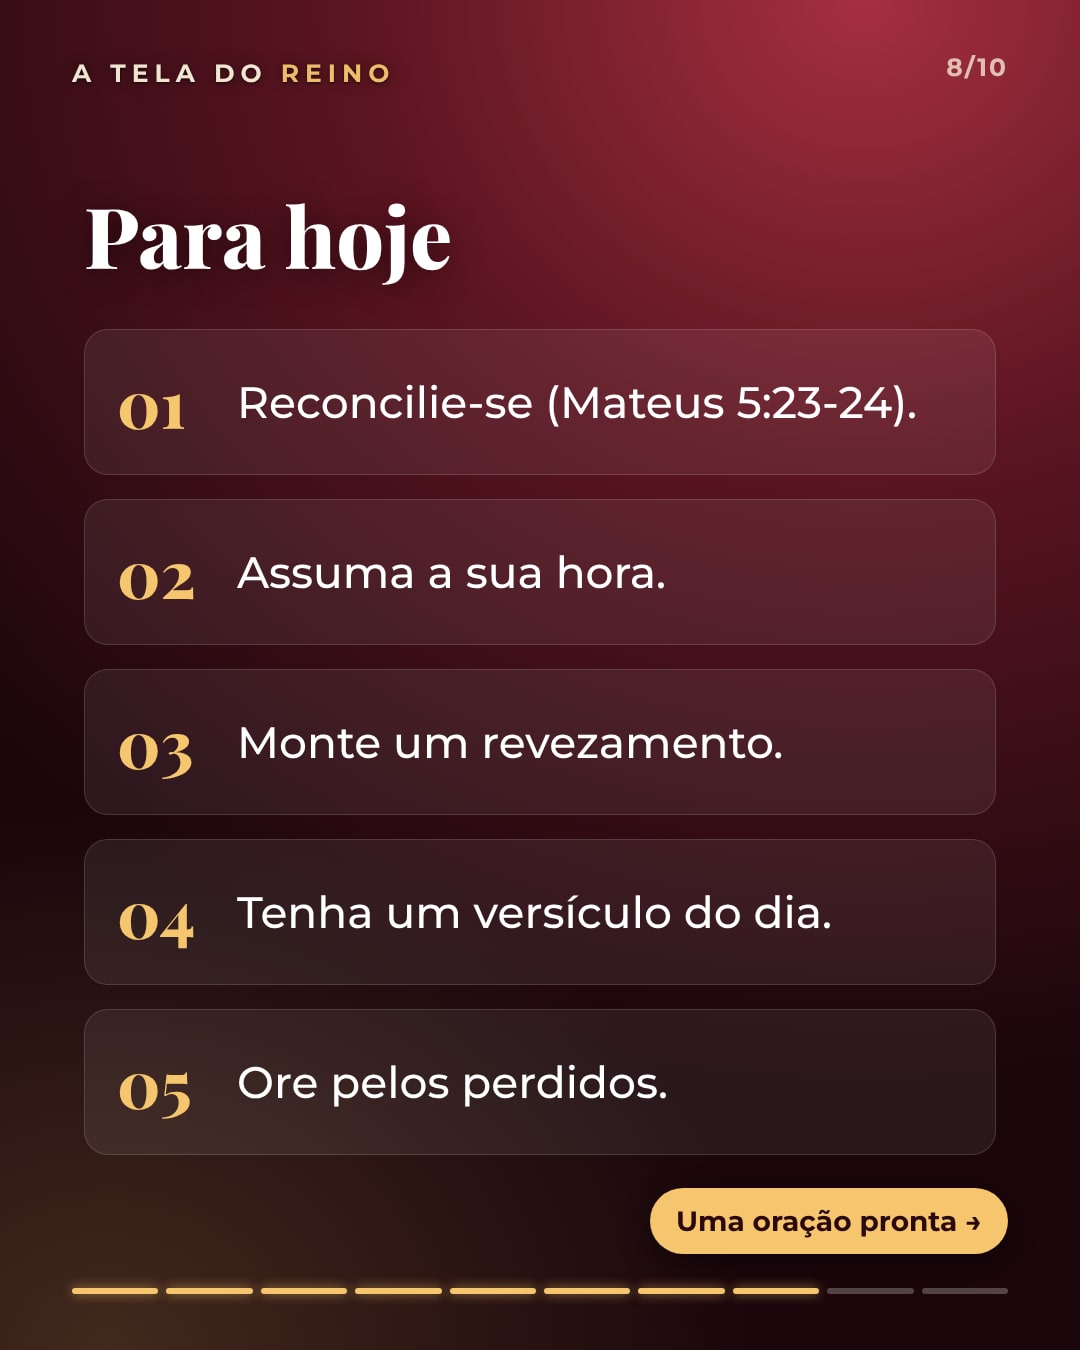 A TELA DO REINO
8/10
Para hoje
01 Reconcilie-se (Mateus 5:23-24).
02 Assuma a sua hora.
03 Monte um revezamento.
04 Tenha um versículo do dia.
05 Ore pelos perdidos.
Uma oração pronta →